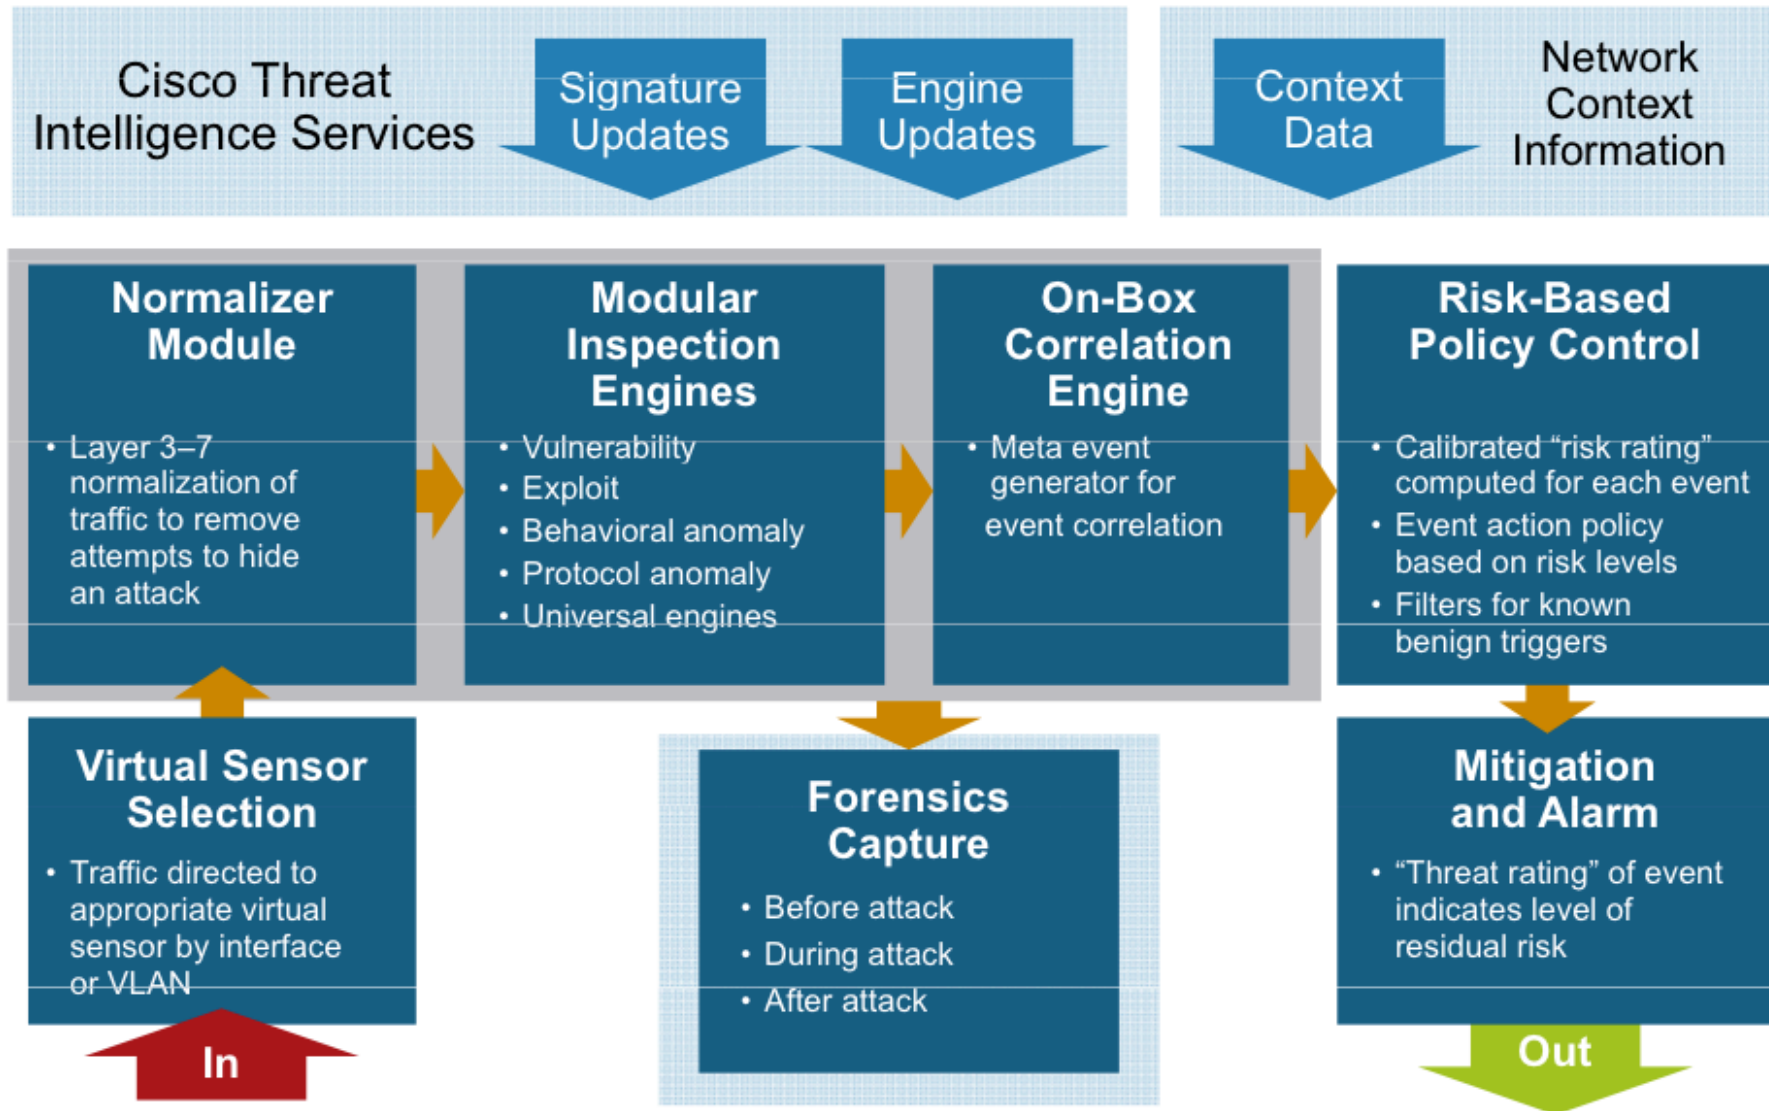 Cisco Threat
Intelligence Services
Signature
Updates
Engine
Updates
Context
Data
Network
Context
Information
Normalizer
Module
• Layer 3–7
normalization of
traffic to remove
attempts to hide
an attack
Modular
Inspection
Engines
• Vulnerability
• Exploit
• Behavioral anomaly
• Protocol anomaly
• Universal engines
On-Box
Correlation
Engine
• Meta event
generator for
event correlation
Risk-Based
Policy Control
• Calibrated “risk rating”
computed for each event
• Event action policy
based on risk levels
• Filters for known
benign triggers
Virtual Sensor
Selection
• Traffic directed to
appropriate virtual
sensor by interface
or VLAN
In
Forensics
Capture
• Before attack
• During attack
• After attack
Mitigation
and Alarm
• “Threat rating” of event
indicates level of
residual risk
Out